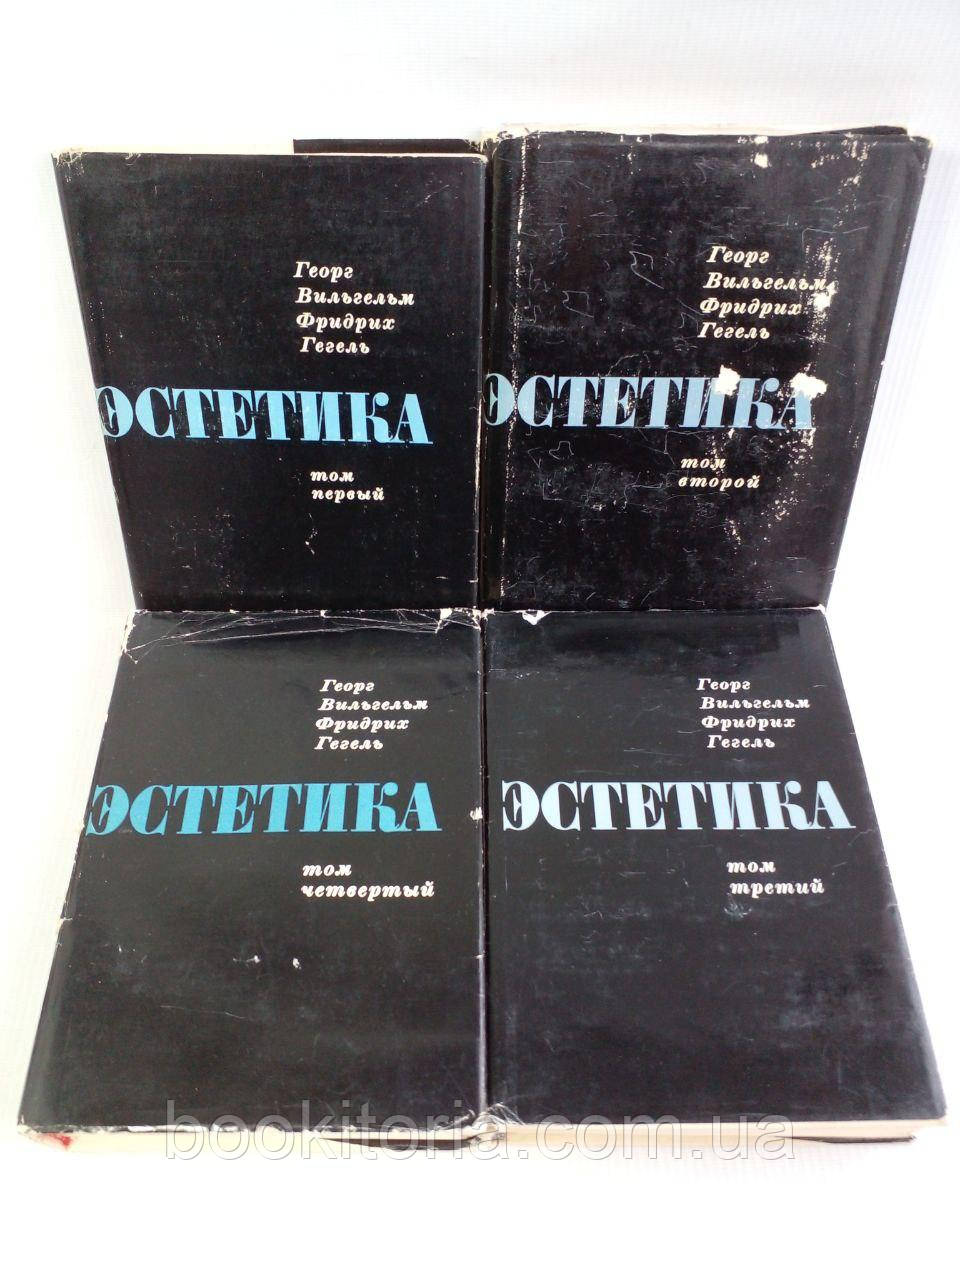 Георг
Вильгельм
Фридрих
Гегель
ЭСТЕТИКА
том
первый
Георг
Вильгельм
Фридрих
Гегель
ЭСТЕТИКА
том
второй
Георг
Вильгельм
Фридрих
Гегель
ЭСТЕТИКА
том
четвертый
Георг
Вильгельм
Фридрих
Гегель
ЭСТЕТИКА
том
третий
bookitoria.com.ua